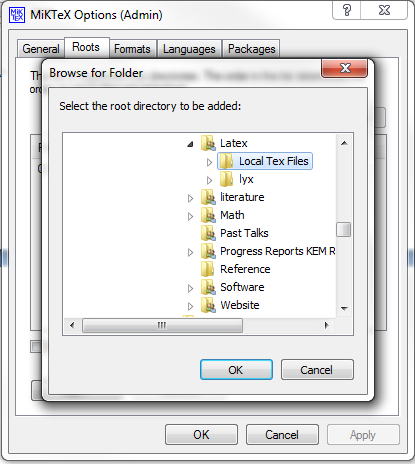 MiKTeX Options (Admin)
General Roots Formats Languages Packages
Browse for Folder
Select the root directory to be added:
Latex
Local Tex Files
lyx
literature
Math
Past Talks
Progress Reports KEM R
Reference
Software
Website
OK Cancel
OK Cancel Apply